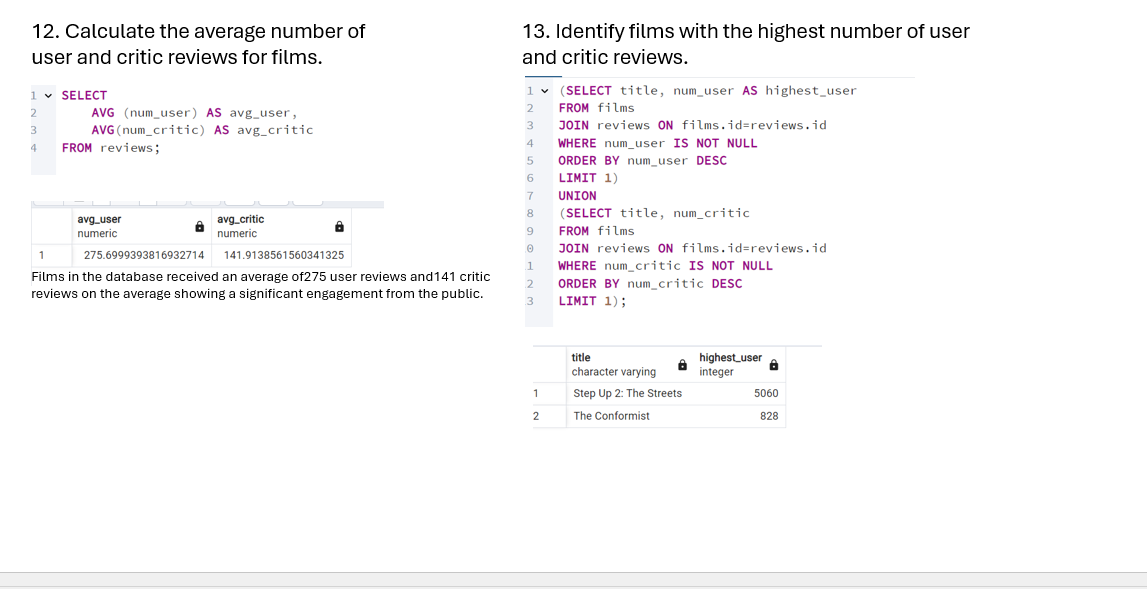 12. Calculate the average number of
user and critic reviews for films.
1 SELECT
2 AVG (num_user) AS avg_user,
3 AVG(num_critic) AS avg_critic
4 FROM reviews;
avg_user avg_critic
numeric numeric
1 275.6999393816932714 141.9138561560341325
Films in the database received an average of275 user reviews and141 critic
reviews on the average showing a significant engagement from the public.
13. Identify films with the highest number of user
and critic reviews.
1 (SELECT title, num_user AS highest_user
2 FROM films
3 JOIN reviews ON films.id=reviews.id
4 WHERE num_user IS NOT NULL
5 ORDER BY num_user DESC
6 LIMIT 1)
7 UNION
8 (SELECT title, num_critic
9 FROM films
0 JOIN reviews ON films.id=reviews.id
1 WHERE num_critic IS NOT NULL
2 ORDER BY num_critic DESC
3 LIMIT 1);
title highest_user
character varying integer
1 Step Up 2: The Streets 5060
2 The Conformist 828